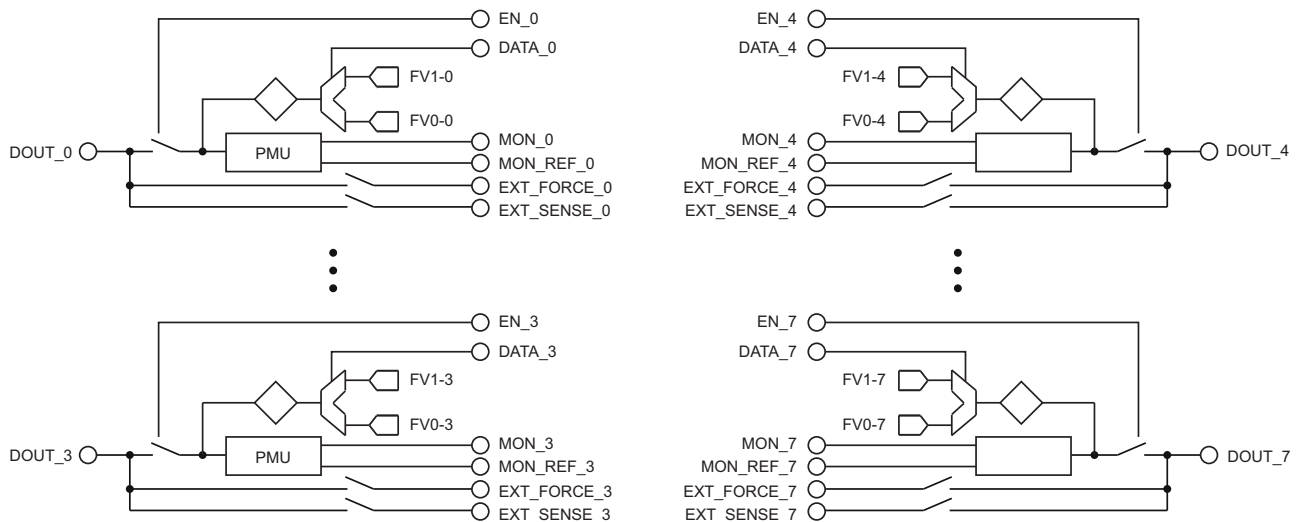 EN_0
DATA_0
FV1-0
FV0-0
DOUT_0
PMU
MON_0
MON_REF_0
EXT_FORCE_0
EXT_SENSE_0
EN_4
DATA_4
FV1-4
FV0-4
MON_4
MON_REF_4
EXT_FORCE_4
EXT_SENSE_4
DOUT_4
EN_3
DATA_3
FV1-3
FV0-3
DOUT_3
PMU
MON_3
MON_REF_3
EXT_FORCE_3
EXT_SENSE_3
EN_7
DATA_7
FV1-7
FV0-7
MON_7
MON_REF_7
EXT_FORCE_7
EXT_SENSE_7
DOUT_7